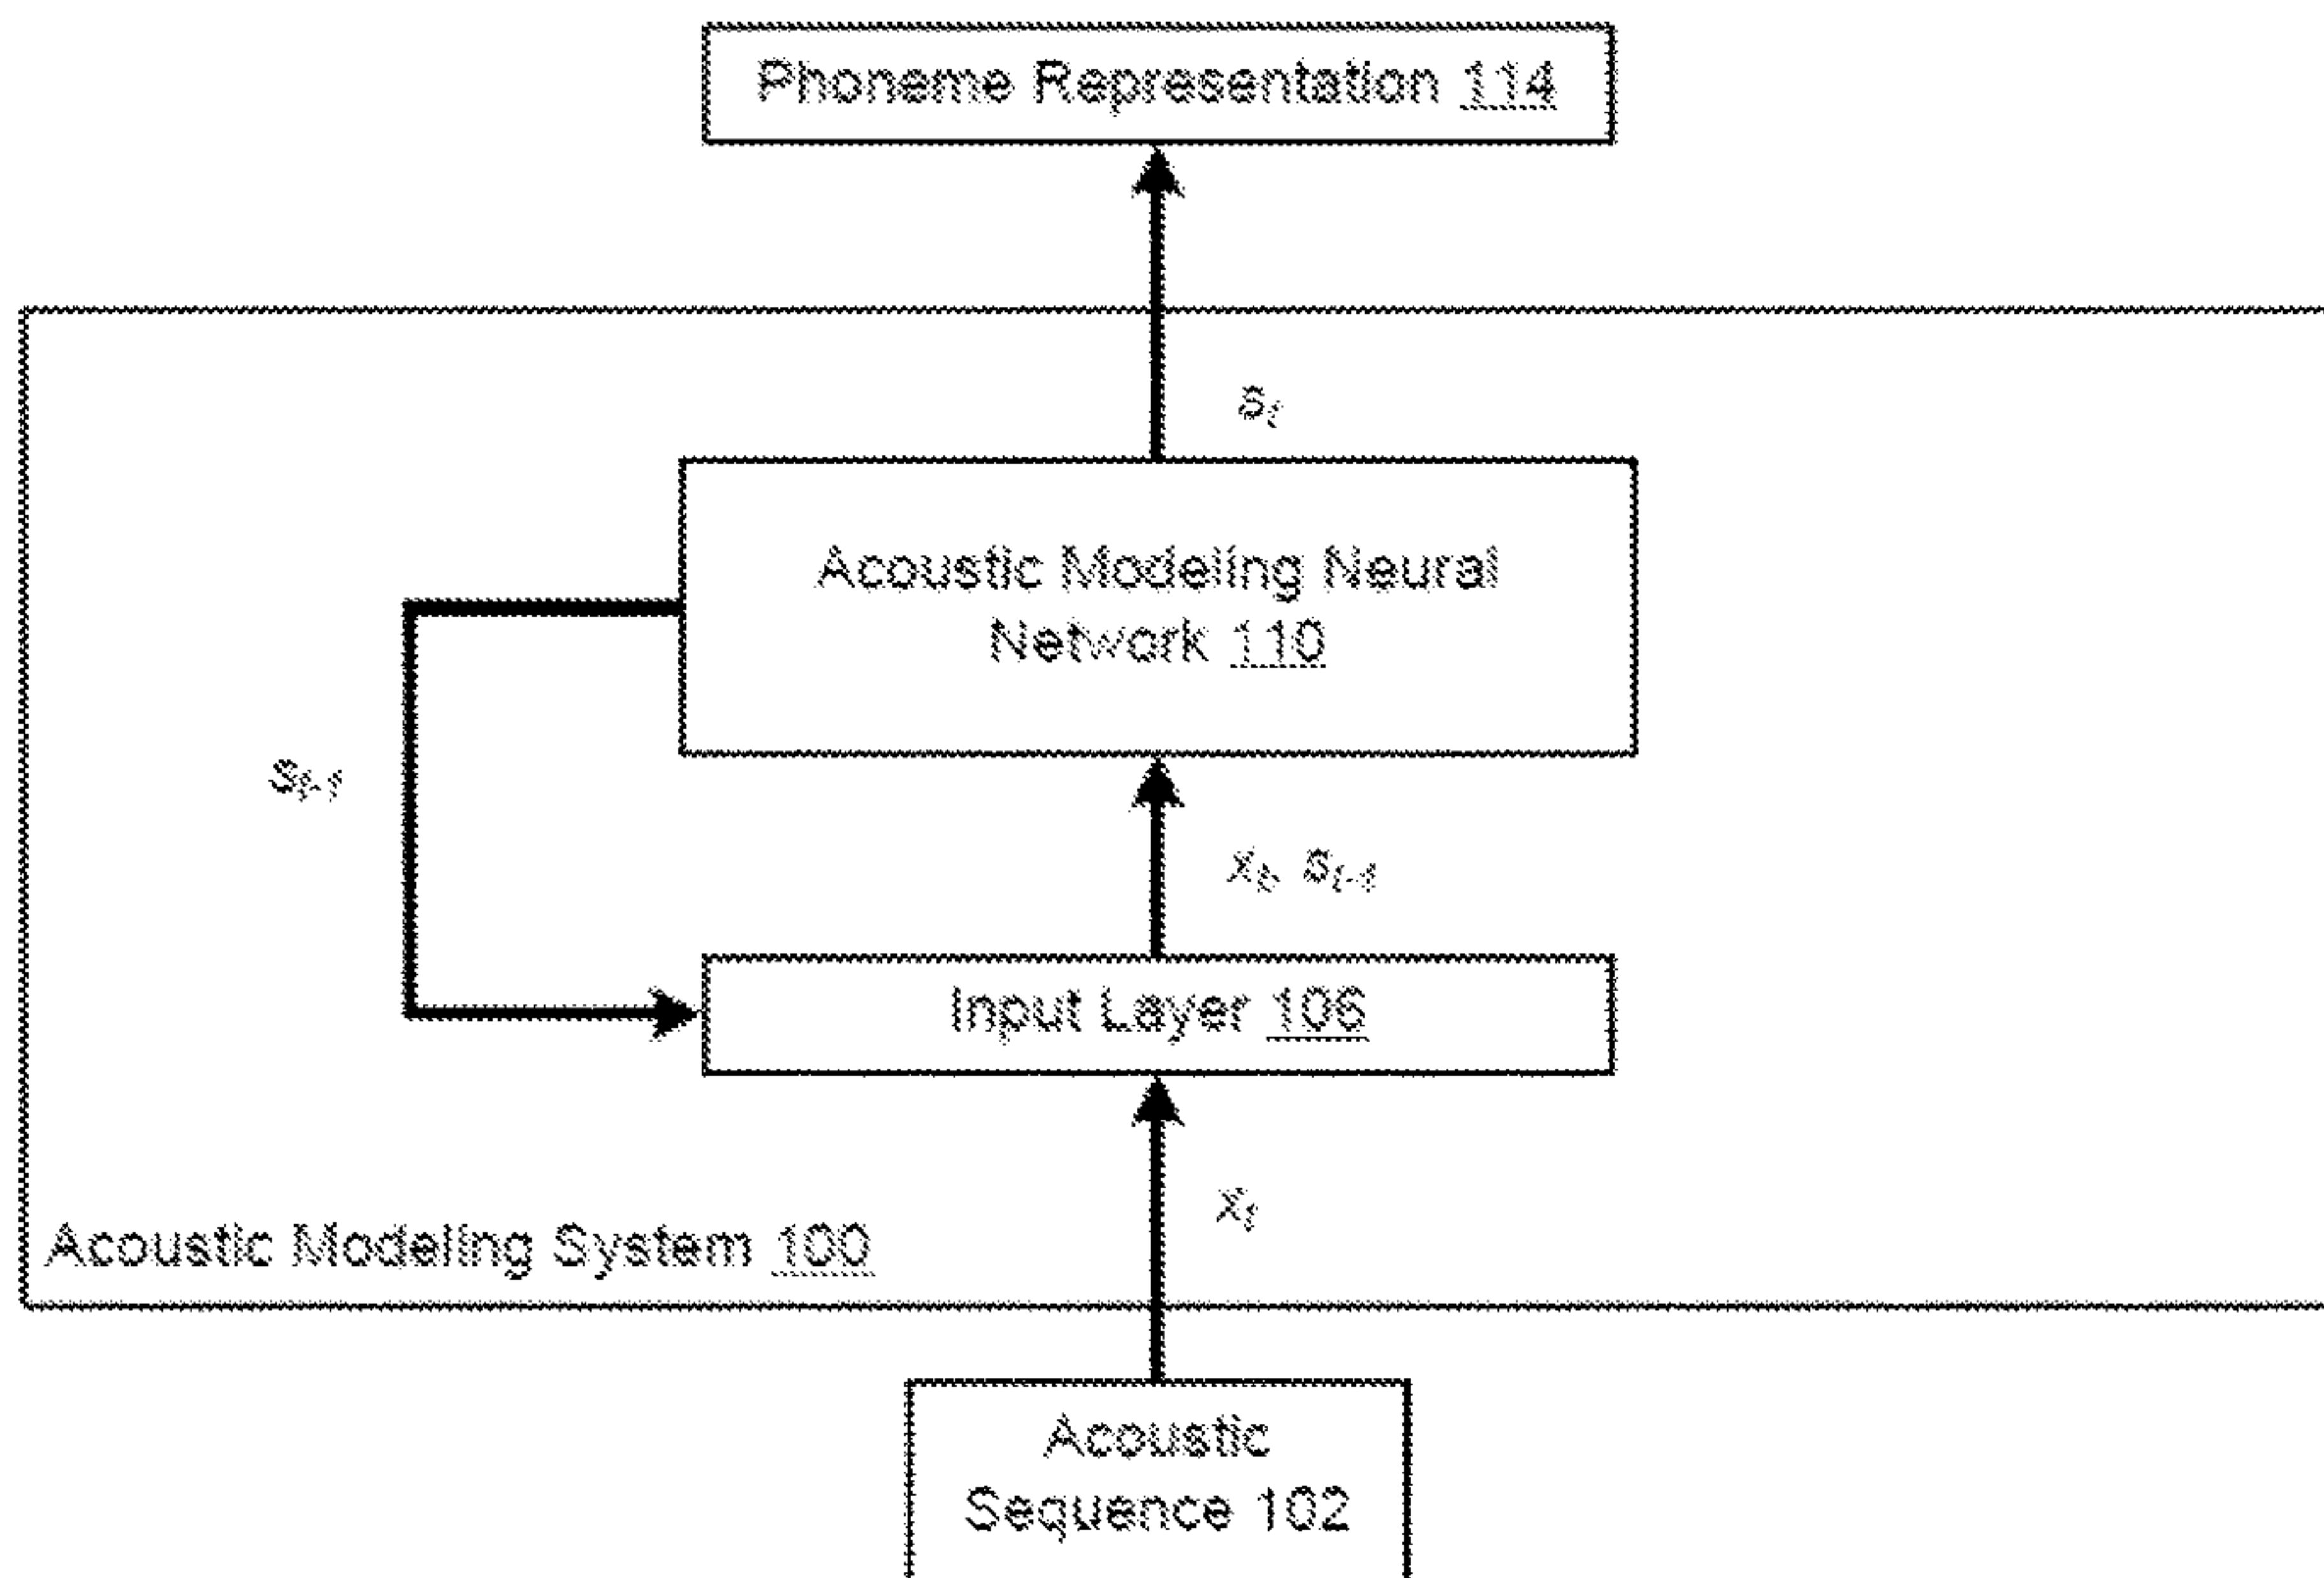 Phoneme Representation 114
sₜ
Acoustic Modeling Neural
Network 110
sₜ₋₁
xₜ, sₜ₋₁
Input Layer 106
xₜ
Acoustic Modeling System 100
Acoustic
Sequence 102